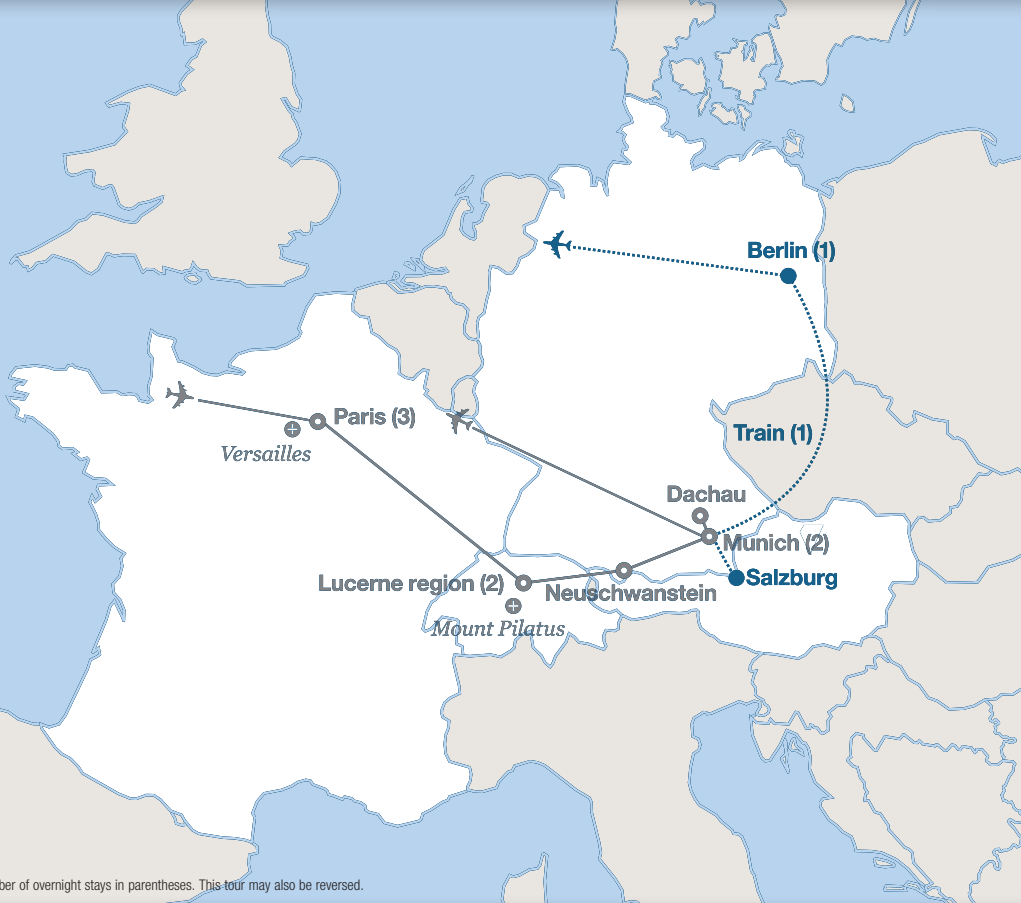 Berlin (1)
Paris (3)
Versailles
Train (1)
Dachau
Munich (2)
Salzburg
Lucerne region (2)
Neuschwanstein
Mount Pilatus
of overnight stays in parentheses. This tour may also be reversed.